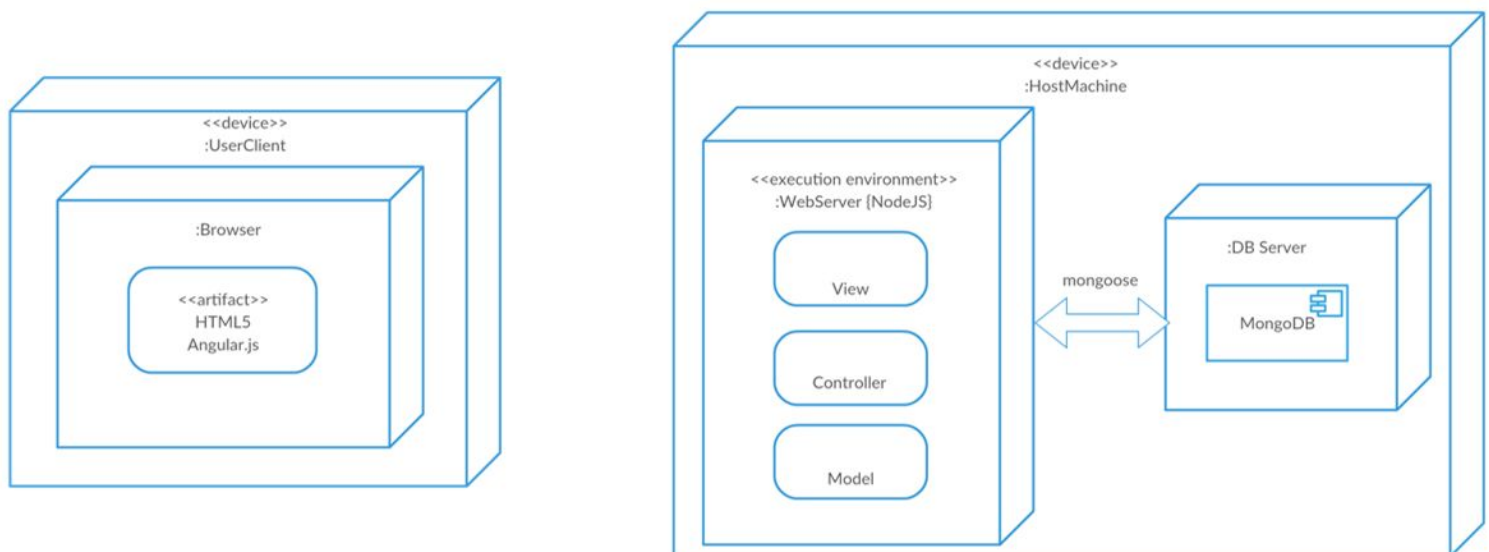 <<device>>
:UserClient
:Browser
<<artifact>>
HTML5
Angular.js
<<device>>
:HostMachine
<<execution environment>>
:WebServer {NodeJS}
View
Controller
Model
mongoose
:DB Server
MongoDB